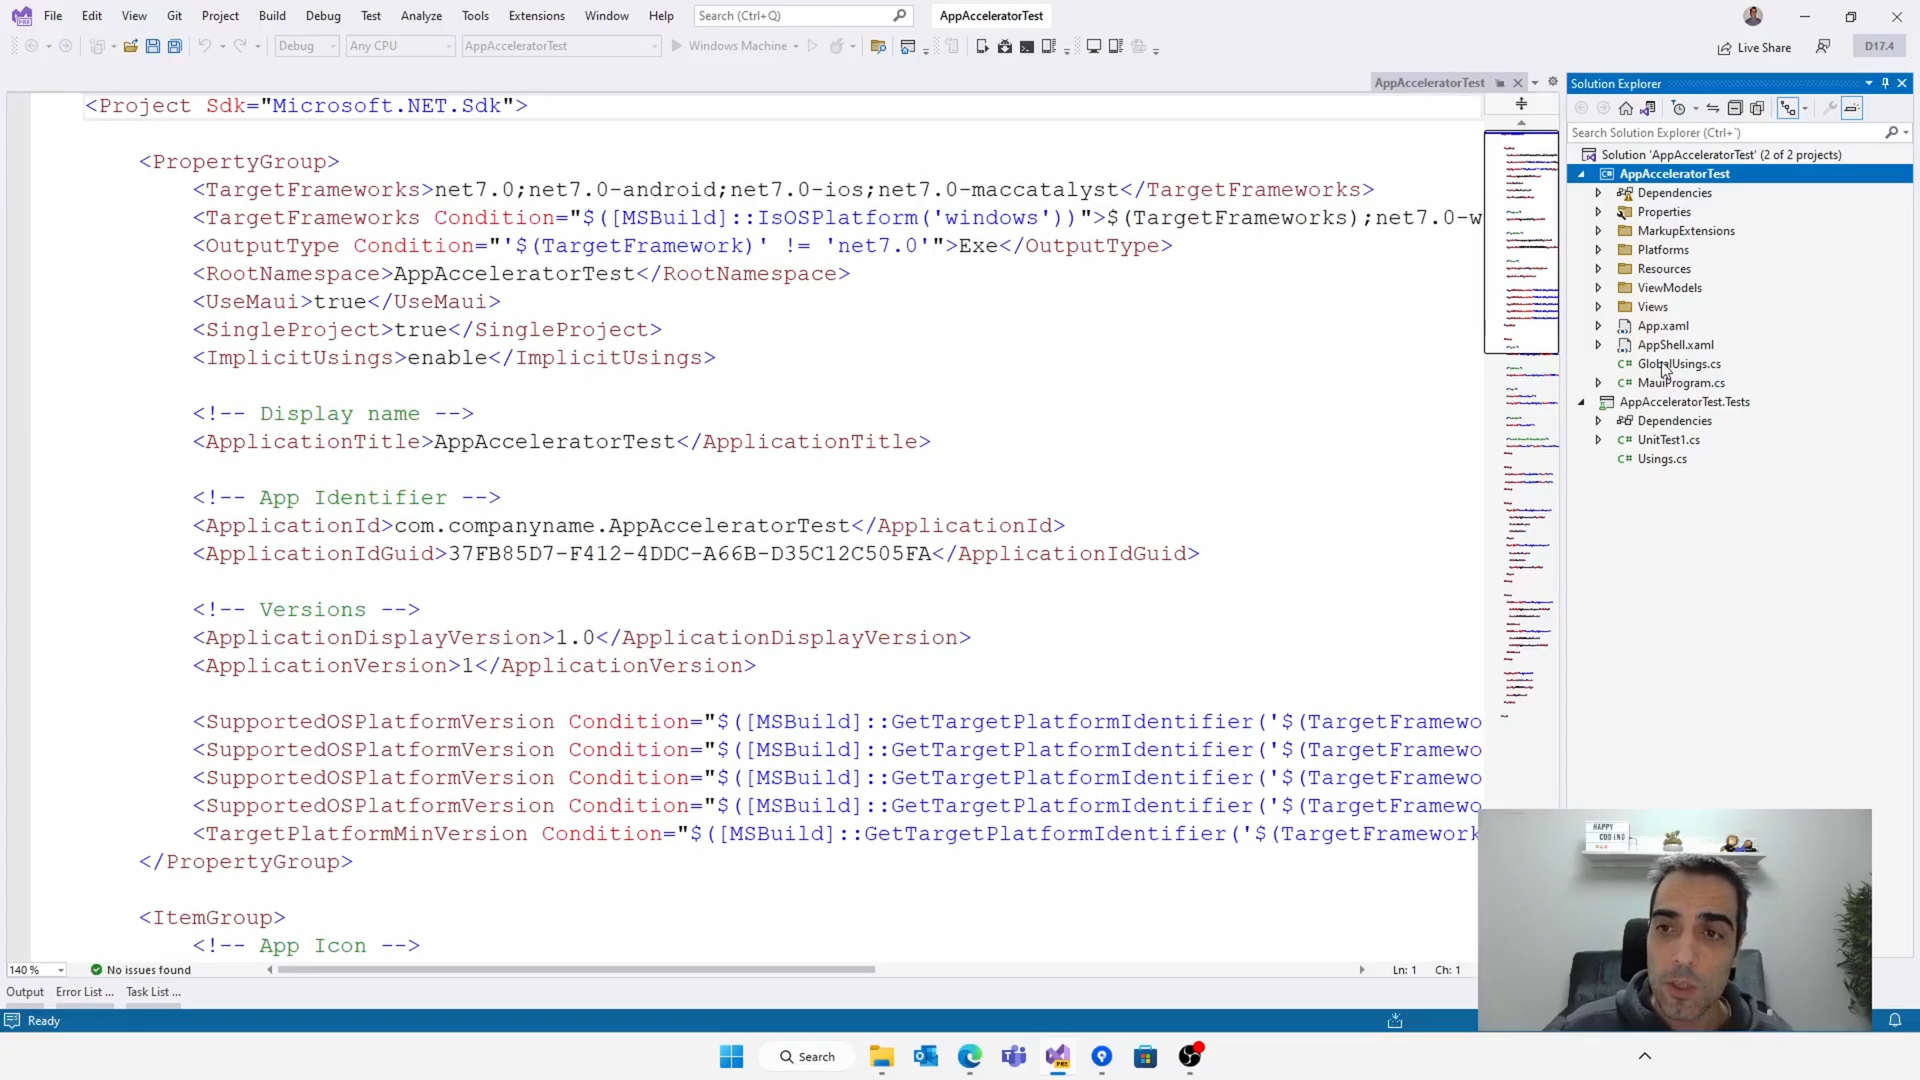 File Edit View Git Project Build Debug Test Analyze Tools Extensions Window Help Search (Ctrl+Q) AppAcceleratorTest
Debug Any CPU AppAcceleratorTest Windows Machine Live Share D17.4
AppAcceleratorTest
<Project Sdk="Microsoft.NET.Sdk">
<PropertyGroup>
<TargetFrameworks>net7.0;net7.0-android;net7.0-ios;net7.0-maccatalyst</TargetFrameworks>
<TargetFrameworks Condition="$([MSBuild]::IsOSPlatform('windows'))">$(TargetFrameworks);net7.0-w
<OutputType Condition="'$(TargetFramework)' != 'net7.0'">Exe</OutputType>
<RootNamespace>AppAcceleratorTest</RootNamespace>
<UseMaui>true</UseMaui>
<SingleProject>true</SingleProject>
<ImplicitUsings>enable</ImplicitUsings>
<!-- Display name -->
<ApplicationTitle>AppAcceleratorTest</ApplicationTitle>
<!-- App Identifier -->
<ApplicationId>com.companyname.AppAcceleratorTest</ApplicationId>
<ApplicationIdGuid>37FB85D7-F412-4DDC-A66B-D35C12C505FA</ApplicationIdGuid>
<!-- Versions -->
<ApplicationDisplayVersion>1.0</ApplicationDisplayVersion>
<ApplicationVersion>1</ApplicationVersion>
<SupportedOSPlatformVersion Condition="$([MSBuild]::GetTargetPlatformIdentifier('$(TargetFramewo
<SupportedOSPlatformVersion Condition="$([MSBuild]::GetTargetPlatformIdentifier('$(TargetFramewo
<SupportedOSPlatformVersion Condition="$([MSBuild]::GetTargetPlatformIdentifier('$(TargetFramewo
<SupportedOSPlatformVersion Condition="$([MSBuild]::GetTargetPlatformIdentifier('$(TargetFramewo
<TargetPlatformMinVersion Condition="$([MSBuild]::GetTargetPlatformIdentifier('$(TargetFramework
</PropertyGroup>
<ItemGroup>
<!-- App Icon -->
140 % No issues found Ln: 1 Ch: 1
Output Error List ... Task List ...
Ready
Solution Explorer
Search Solution Explorer (Ctrl+`)
Solution 'AppAcceleratorTest' (2 of 2 projects)
AppAcceleratorTest
Dependencies
Properties
MarkupExtensions
Platforms
Resources
ViewModels
Views
App.xaml
AppShell.xaml
C# GlobalUsings.cs
C# MauiProgram.cs
AppAcceleratorTest.Tests
Dependencies
C# UnitTest1.cs
C# Usings.cs
HAPPY
CODING
Search